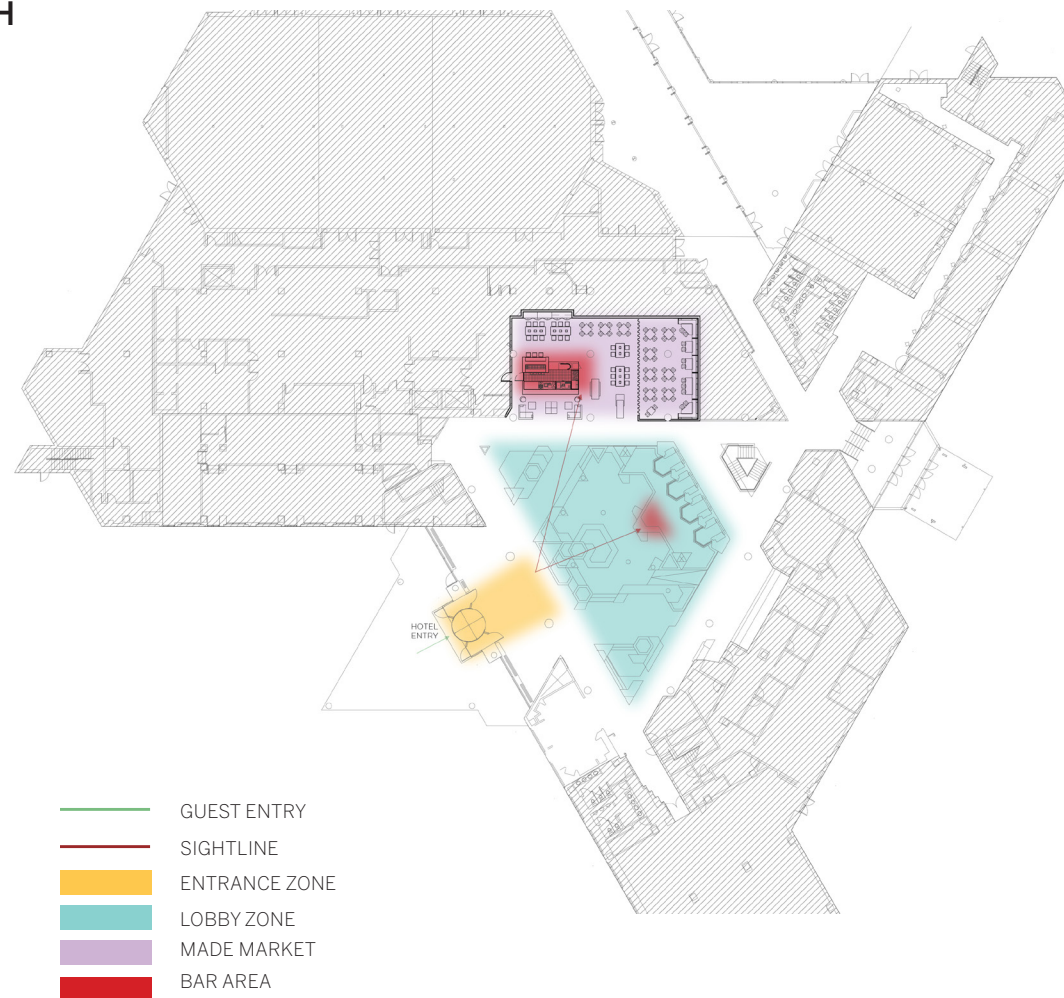 H
HOTEL
ENTRY
GUEST ENTRY
SIGHTLINE
ENTRANCE ZONE
LOBBY ZONE
MADE MARKET
BAR AREA